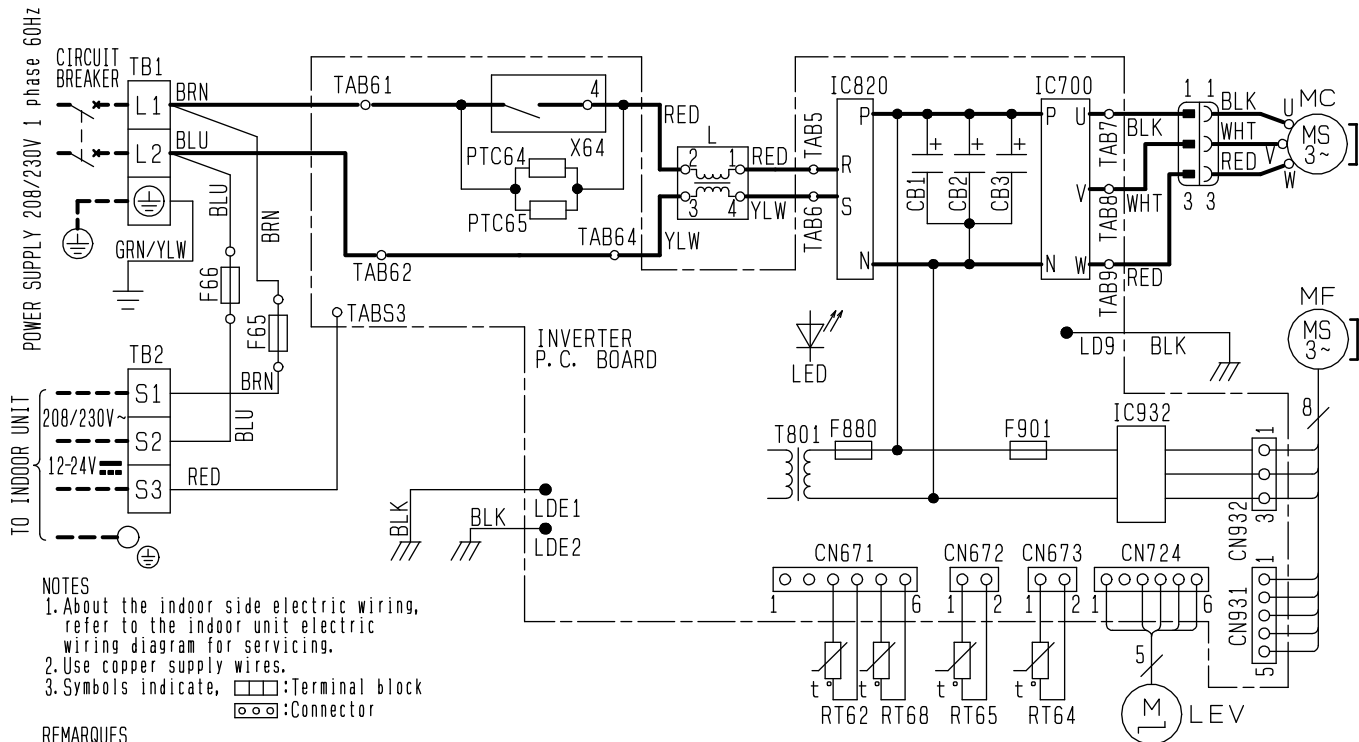 POWER SUPPLY 208/230V 1 phase 60Hz
CIRCUIT
BREAKER
TB1
L1
L2
BRN
BLU
GRN/YLW
BLU
BRN
F66
F65
TAB61
4
X64
PTC64
PTC65
TAB62
TAB64
RED
YLW
L
2 1
3 4
RED
YLW
TAB5
TAB6
IC820
P
R
S
N
CB1
+
CB2
+
CB3
+
IC700
P
U
V
N
W
TAB7
TAB8
TAB9
BLK
WHT
RED
1 1
3 3
BLK
WHT
RED
U
V
W
MC
MS
3~
TABS3
INVERTER
P.C. BOARD
LED
LD9
BLK
MF
MS
3~
8
TO INDOOR UNIT
TB2
S1
S2
S3
208/230V~
12-24V
BRN
BLU
RED
BLK
BLK
LDE1
LDE2
T801
F880
F901
IC932
1
3
CN932
1
5
CN931
CN671
1 6
CN672
1 2
CN673
1 2
CN724
1 6
5
t°
t°
t°
t°
RT62
RT68
RT65
RT64
M
LEV
NOTES
1. About the indoor side electric wiring,
refer to the indoor unit electric
wiring diagram for servicing.
2. Use copper supply wires.
3. Symbols indicate, :Terminal block
:Connector
REMARQUES